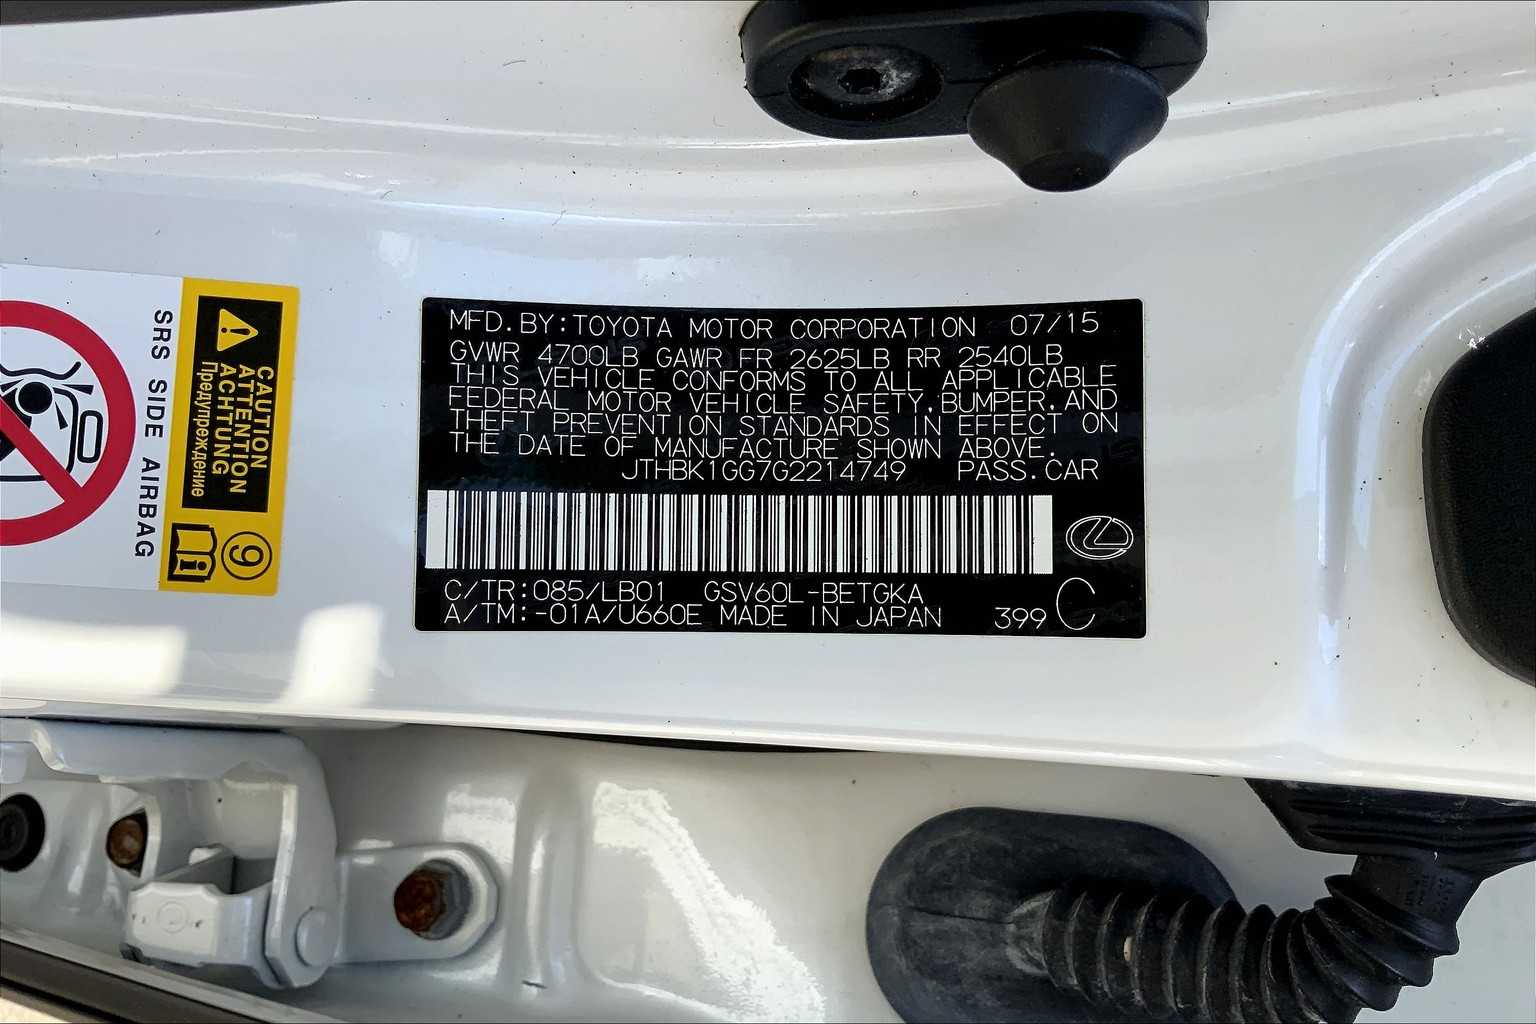 MFD.BY:TOYOTA MOTOR CORPORATION 07/15
GVWR 4700LB GAWR FR 2625LB RR 2540LB
THIS VEHICLE CONFORMS TO ALL APPLICABLE
FEDERAL MOTOR VEHICLE SAFETY,BUMPER,AND
THEFT PREVENTION STANDARDS IN EFFECT ON
THE DATE OF MANUFACTURE SHOWN ABOVE.
JTHBK1GG7G2214749 PASS.CAR
C/TR:085/LB01 GSV60L-BETGKA
A/TM:-01A/U660E MADE IN JAPAN 399 C
CAUTION
ATTENTION
ACHTUNG
Предупреждение
9
SRS SIDE AIRBAG